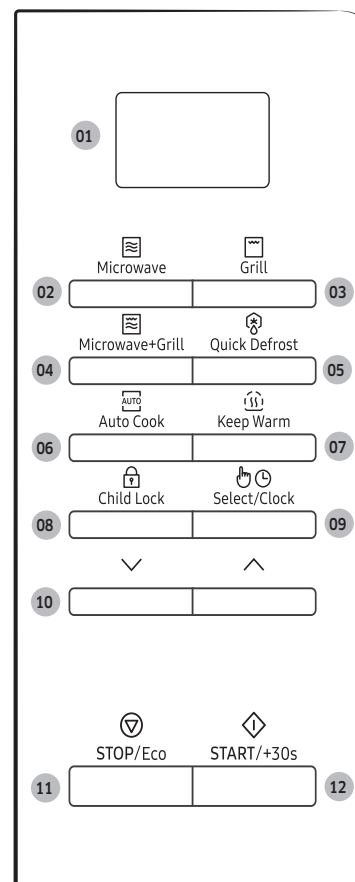 01
Microwave Grill
02 03
Microwave+Grill Quick Defrost
04 05
AUTO
Auto Cook Keep Warm
06 07
Child Lock Select/Clock
08 09
10
STOP/Eco START/+30s
11 12